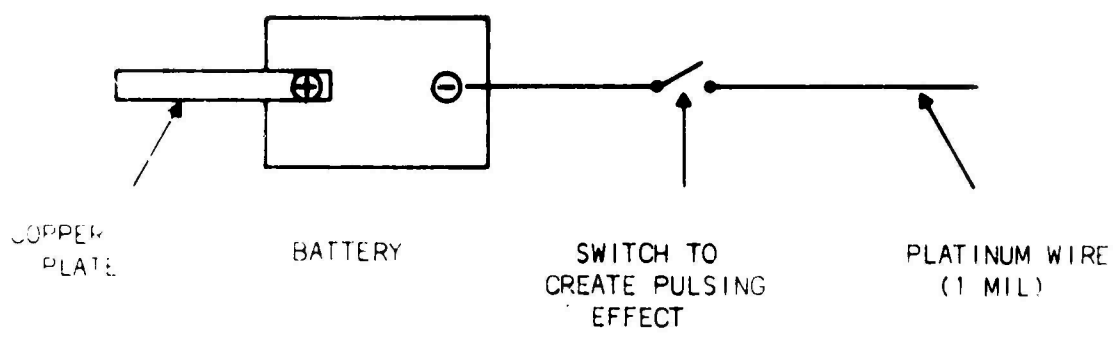 ⊕
⊖
COPPER
PLATE
BATTERY
SWITCH TO
CREATE PULSING
EFFECT
PLATINUM WIRE
(1 MIL)